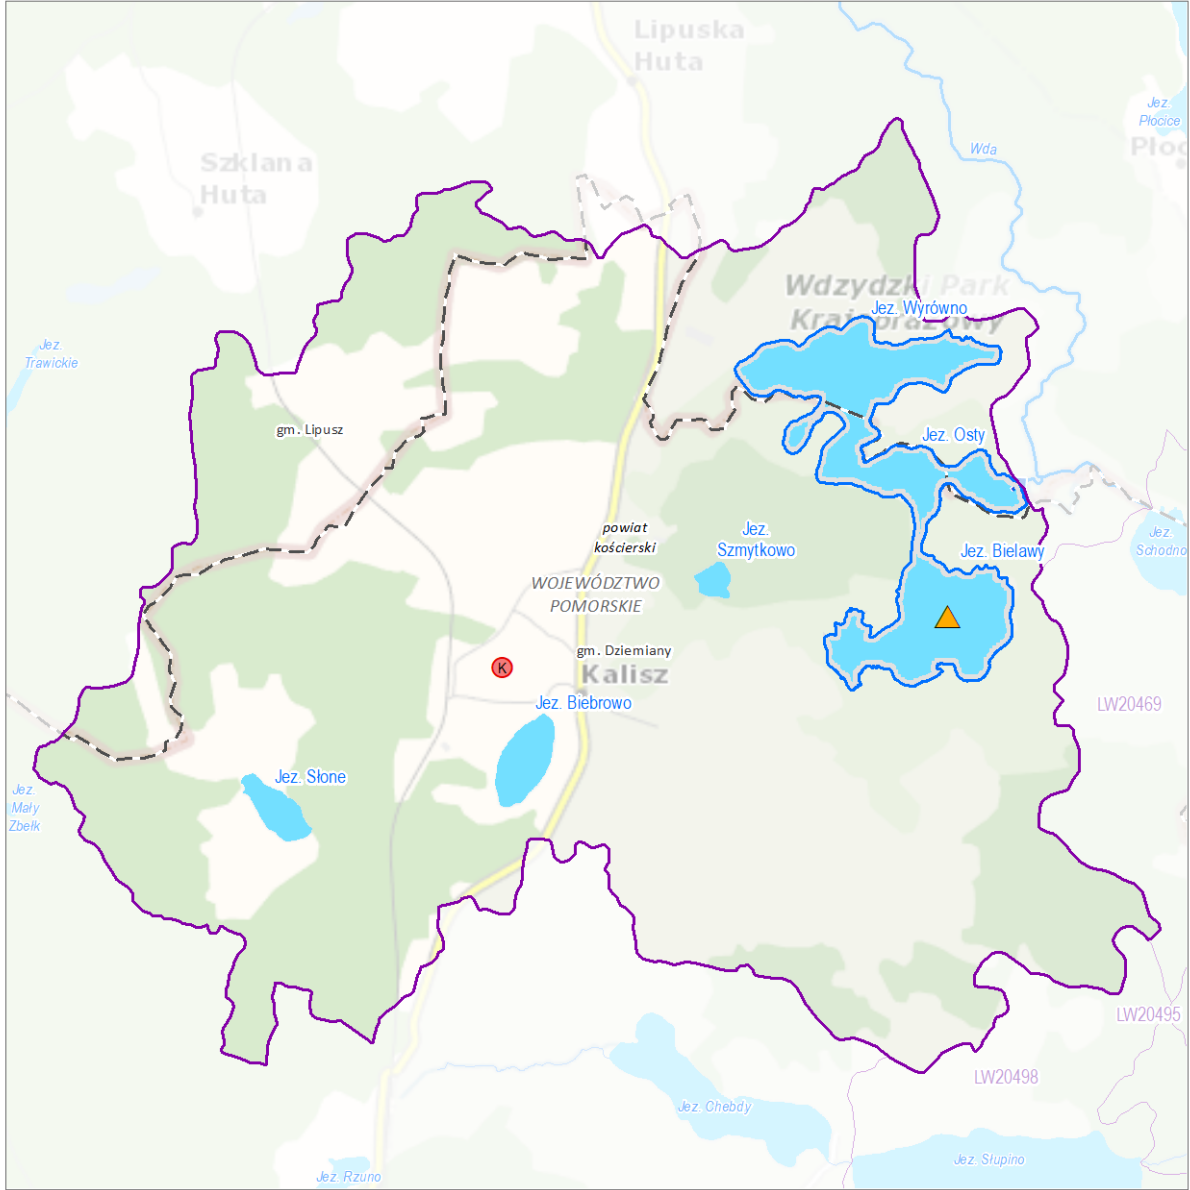 Lipuska
Huta
Jez.
Płocice
Wda
Płoc
Szklana
Huta
Wdzydzki Park
Krajobrazowy
Jez. Wyrówno
Jez.
Trawickie
gm. Lipusz
Jez. Osty
powiat
kościerski
Jez.
Szmytkowo
Jez. Bielawy
Jez.
Schodno
WOJEWÓDZTWO
POMORSKIE
gm. Dziemiany
K
Kalisz
Jez. Biebrowo
LW20469
Jez. Słone
Jez.
Mały
Zbełk
LW20495
LW20498
Jez. Chebdy
Jez. Słupino
Jez. Rzuno